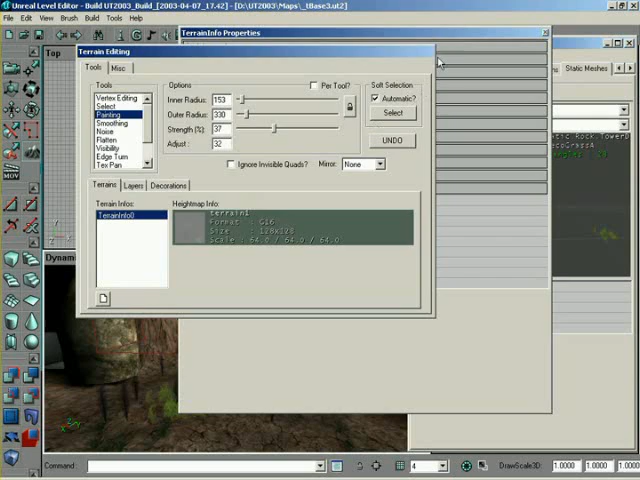 Unreal Level Editor - Build UT2003_Build_[2003-04-07_17.42] - [D:\UT2003\Maps\_tBase3.ut2]
File Edit View Brush Build Tools Help
Top
TerrainInfo Properties
Terrain Editing
Tools Misc
Tools
Vertex Editing
Select
Painting
Smoothing
Noise
Flatten
Visibility
Edge Turn
Tex Pan
Options
Per Tool?
Inner Radius: 153
Outer Radius: 330
Strength (%): 37
Adjust : 32
Soft Selection
Automatic?
Select
UNDO
Ignore Invisible Quads?
Mirror: None
Terrains Layers Decorations
Terrain Infos:
TerrainInfo0
Heightmap Info:
terrain1
Format : G16
Size : 128x128
Scale : 64.0 / 64.0 / 64.0
Static Meshes
MOV
Dynami
Command:
4
DrawScale3D: 1.0000 1.0000 1.0000